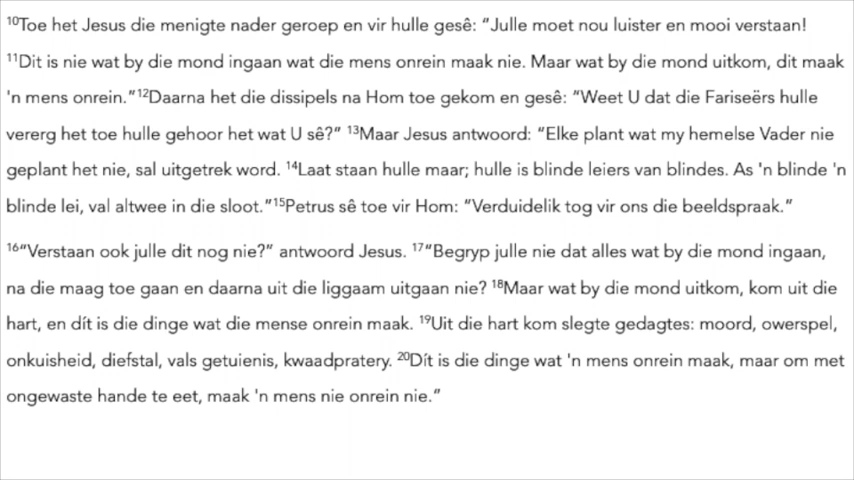 ¹⁰Toe het Jesus die menigte nader geroep en vir hulle gesê: “Julle moet nou luister en mooi verstaan!
¹¹Dit is nie wat by die mond ingaan wat die mens onrein maak nie. Maar wat by die mond uitkom, dit maak
'n mens onrein.”¹²Daarna het die dissipels na Hom toe gekom en gesê: “Weet U dat die Fariseërs hulle
vererg het toe hulle gehoor het wat U sê?” ¹³Maar Jesus antwoord: “Elke plant wat my hemelse Vader nie
geplant het nie, sal uitgetrek word. ¹⁴Laat staan hulle maar; hulle is blinde leiers van blindes. As 'n blinde 'n
blinde lei, val altwee in die sloot.”¹⁵Petrus sê toe vir Hom: “Verduidelik tog vir ons die beeldspraak.”
¹⁶“Verstaan ook julle dit nog nie?” antwoord Jesus. ¹⁷“Begryp julle nie dat alles wat by die mond ingaan,
na die maag toe gaan en daarna uit die liggaam uitgaan nie? ¹⁸Maar wat by die mond uitkom, kom uit die
hart, en dít is die dinge wat die mense onrein maak. ¹⁹Uit die hart kom slegte gedagtes: moord, owerspel,
onkuisheid, diefstal, vals getuienis, kwaadpratery. ²⁰Dít is die dinge wat 'n mens onrein maak, maar om met
ongewaste hande te eet, maak 'n mens nie onrein nie.”